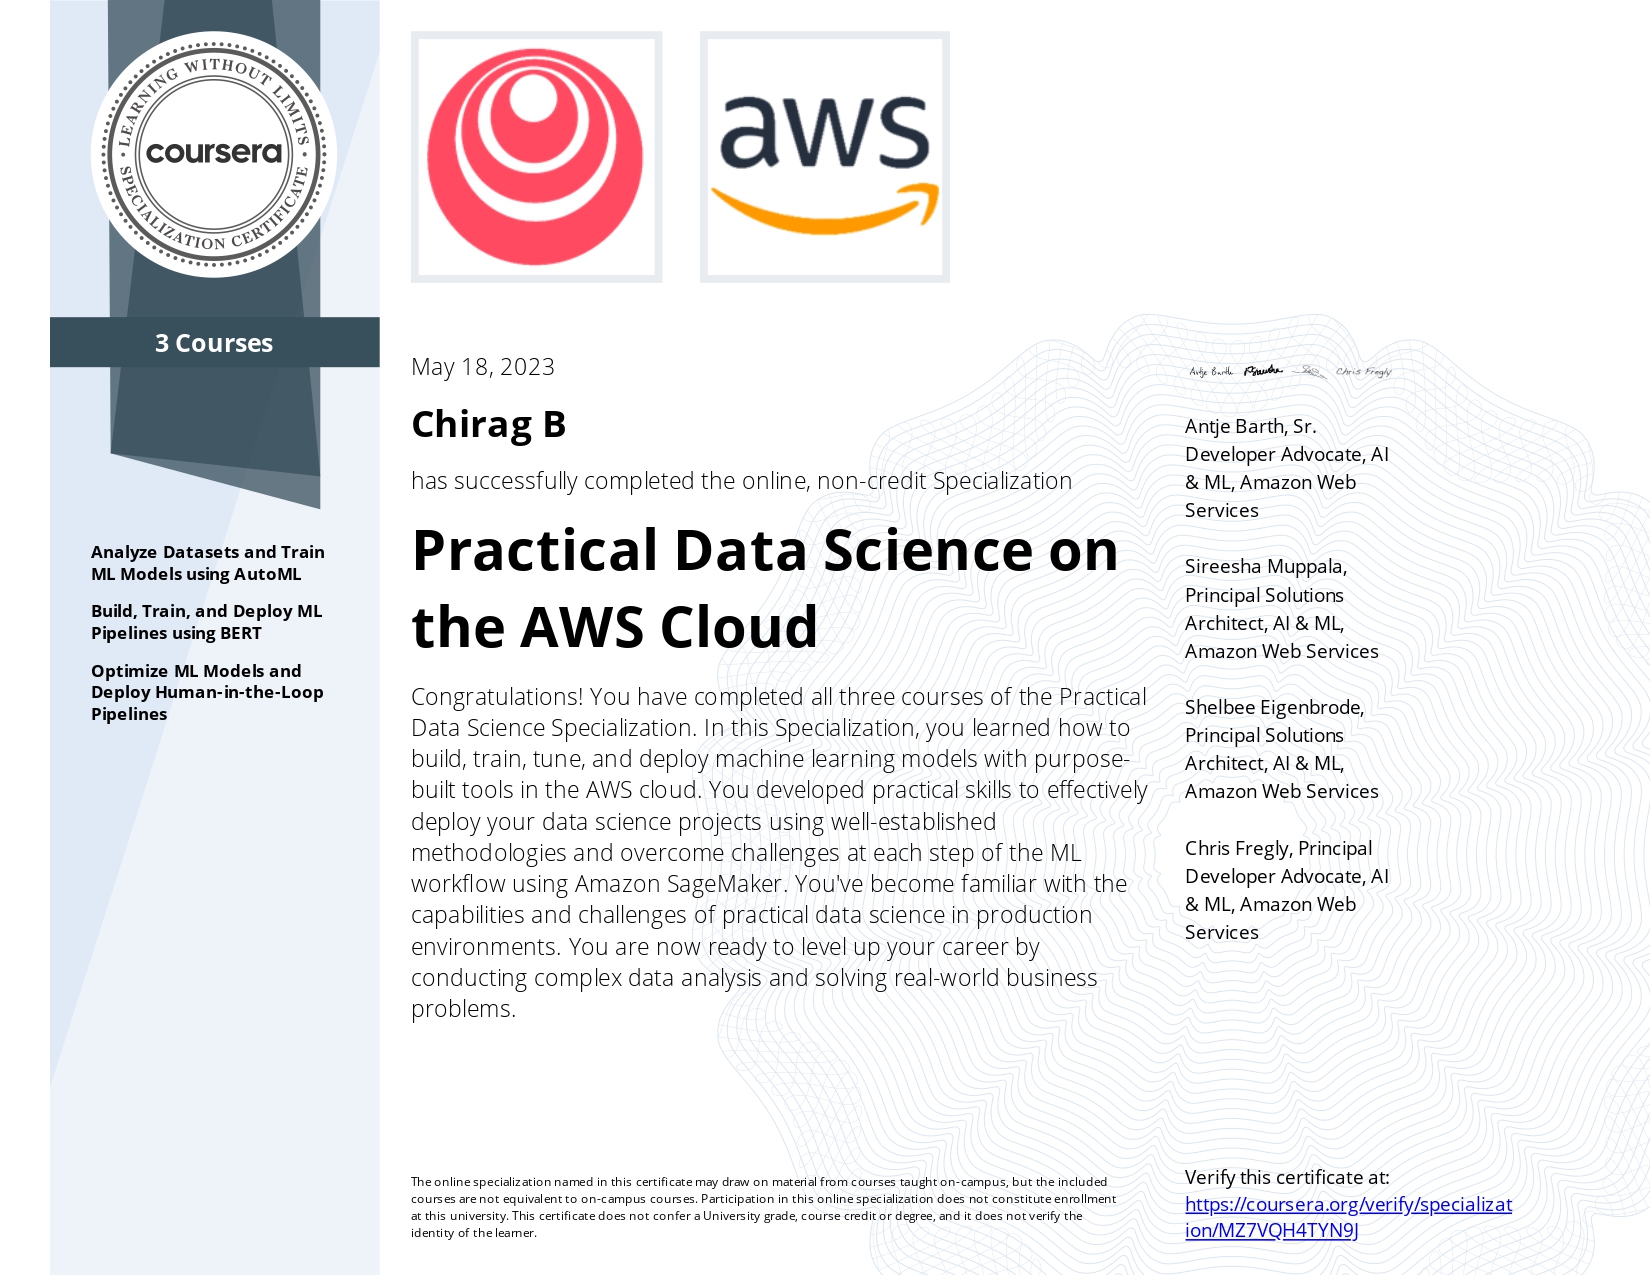 LEARNING WITHOUT LIMITS
coursera
SPECIALIZATION CERTIFICATE
3 Courses
Analyze Datasets and Train
ML Models using AutoML
Build, Train, and Deploy ML
Pipelines using BERT
Optimize ML Models and
Deploy Human-in-the-Loop
Pipelines
aws
May 18, 2023
Chirag B
has successfully completed the online, non-credit Specialization
Practical Data Science on
the AWS Cloud
Congratulations! You have completed all three courses of the Practical
Data Science Specialization. In this Specialization, you learned how to
build, train, tune, and deploy machine learning models with purpose-
built tools in the AWS cloud. You developed practical skills to effectively
deploy your data science projects using well-established
methodologies and overcome challenges at each step of the ML
workflow using Amazon SageMaker. You've become familiar with the
capabilities and challenges of practical data science in production
environments. You are now ready to level up your career by
conducting complex data analysis and solving real-world business
problems.
Antje Barth Chris Fregly
Antje Barth, Sr.
Developer Advocate, AI
& ML, Amazon Web
Services
Sireesha Muppala,
Principal Solutions
Architect, AI & ML,
Amazon Web Services
Shelbee Eigenbrode,
Principal Solutions
Architect, AI & ML,
Amazon Web Services
Chris Fregly, Principal
Developer Advocate, AI
& ML, Amazon Web
Services
The online specialization named in this certificate may draw on material from courses taught on-campus, but the included
courses are not equivalent to on-campus courses. Participation in this online specialization does not constitute enrollment
at this university. This certificate does not confer a University grade, course credit or degree, and it does not verify the
identity of the learner.
Verify this certificate at:
https://coursera.org/verify/specializat
ion/MZ7VQH4TYN9J